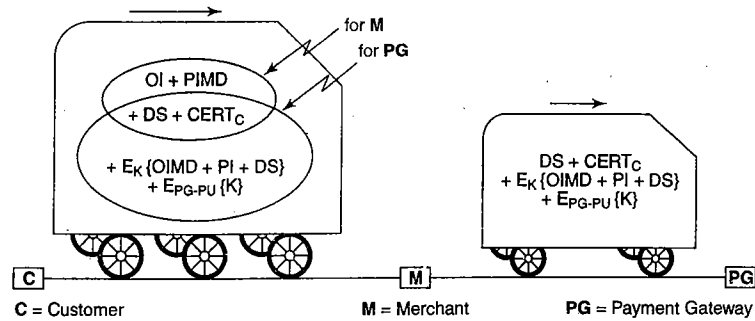 for M
for PG
OI + PIMD
+ DS + CERT_C
+ E_K {OIMD + PI + DS}
+ E_PG-PU {K}
DS + CERT_C
+ E_K {OIMD + PI + DS}
+ E_PG-PU {K}
C
M
PG
C = Customer
M = Merchant
PG = Payment Gateway